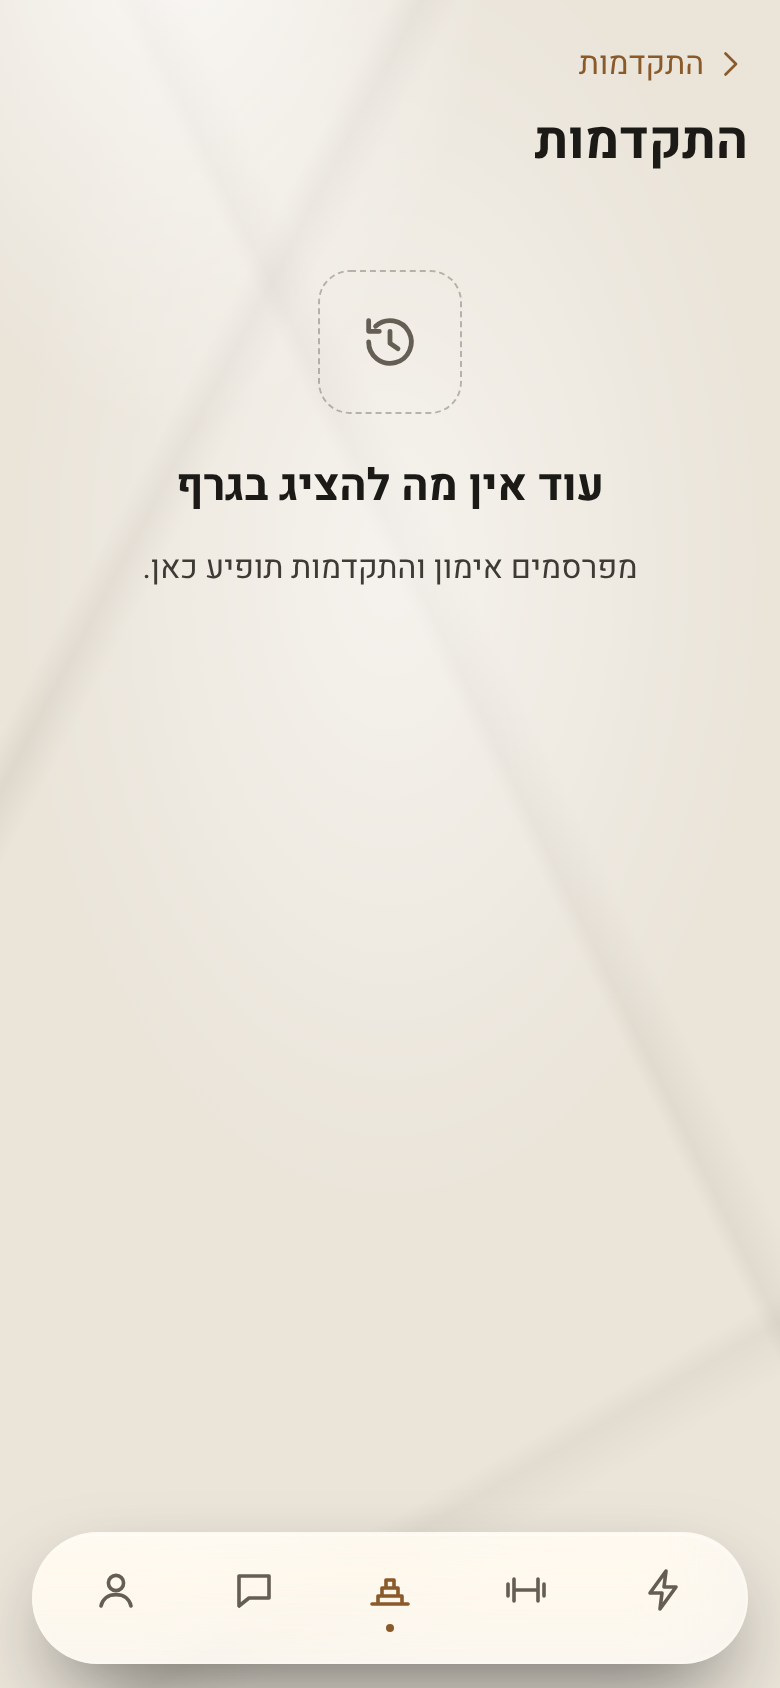 התקדמות
התקדמות
עוד אין מה להציג בגרף
מפרסמים אימון והתקדמות תופיע כאן.